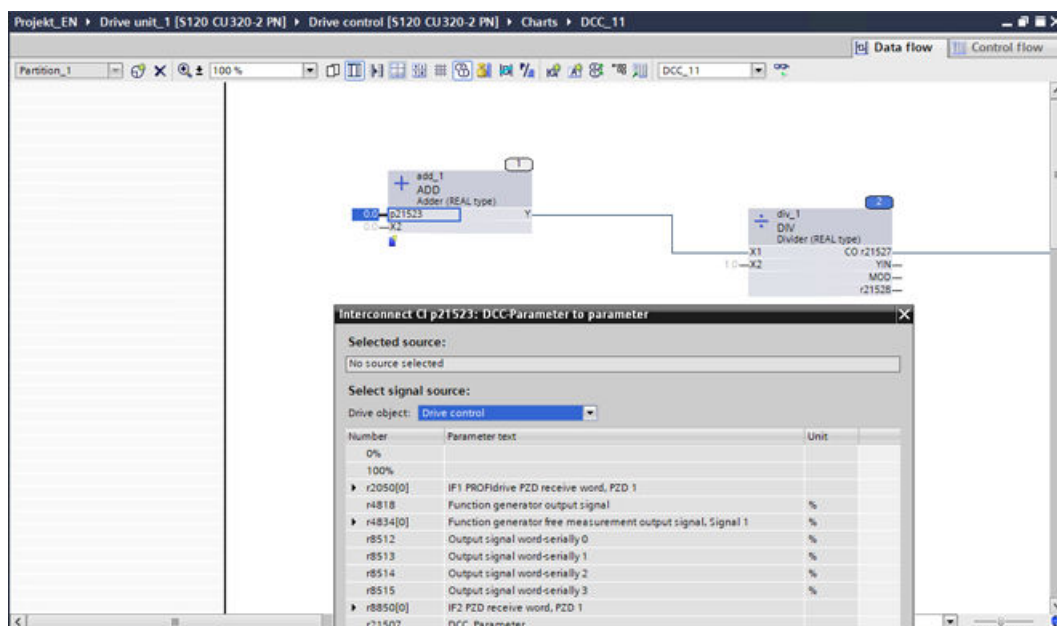 Projekt_EN ▸ Drive unit_1 [S120 CU320-2 PN] ▸ Drive control [S120 CU320-2 PN] ▸ Charts ▸ DCC_11
Data flow Control flow
Partition_1 100 % DCC_11
1
add_1
ADD
Adder (REAL type)
0.0 p21523 Y
0.0 X2
2
div_1
DIV
Divider (REAL type)
X1 CO r21527
1.0 X2 YIN
MOD
r21528
Interconnect CI p21523: DCC-Parameter to parameter
Selected source:
No source selected
Select signal source:
Drive object: Drive control
Number Parameter text Unit
0%
100%
r2050[0] IF1 PROFIdrive PZD receive word, PZD 1
r4818 Function generator output signal %
r4834[0] Function generator free measurement output signal, Signal 1 %
r8512 Output signal word-serially 0 %
r8513 Output signal word-serially 1 %
r8514 Output signal word-serially 2 %
r8515 Output signal word-serially 3 %
r8850[0] IF2 PZD receive word, PZD 1
r21507 DCC_Parameter